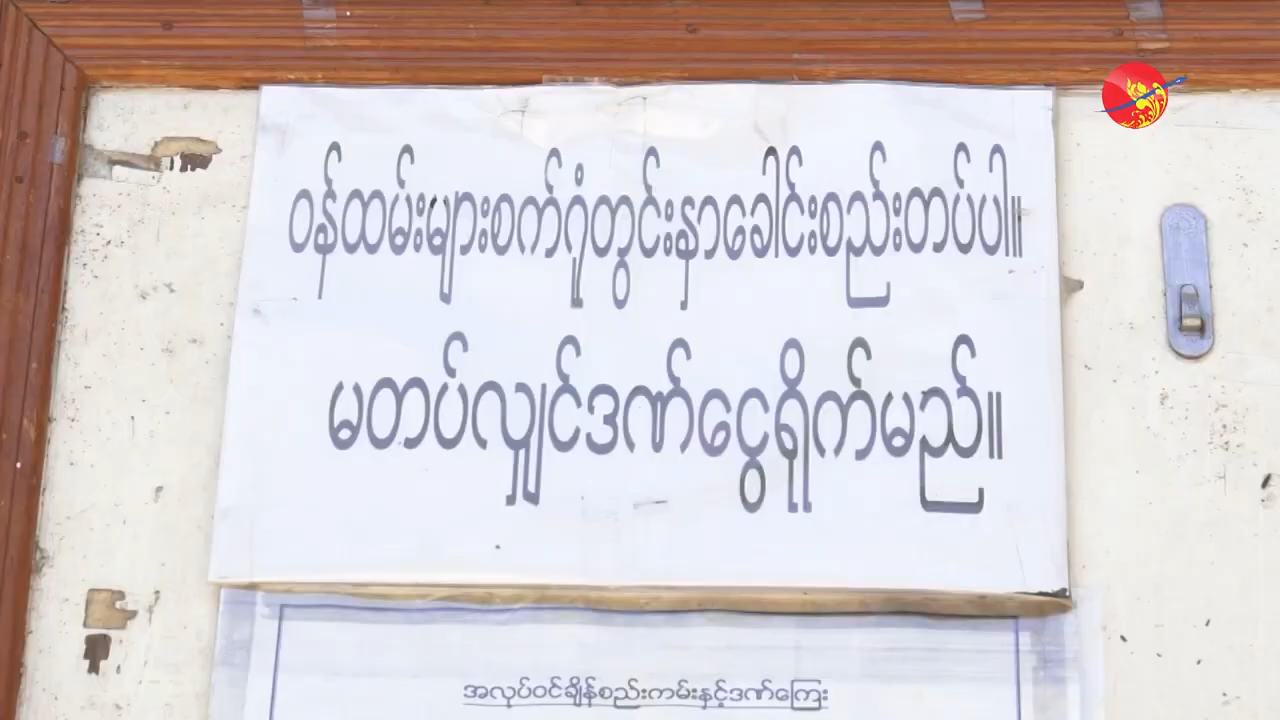 ဝန်ထမ်းများစက်ဂုံတွင်းနှာခေါင်းစည်းတပ်ပါ။
မတပ်လျှင်ဒဏ်ငွေရိုက်မည်။
အလုပ်ဝင်ချိန်စည်းကမ်းနှင့်ဒဏ်ကြေး